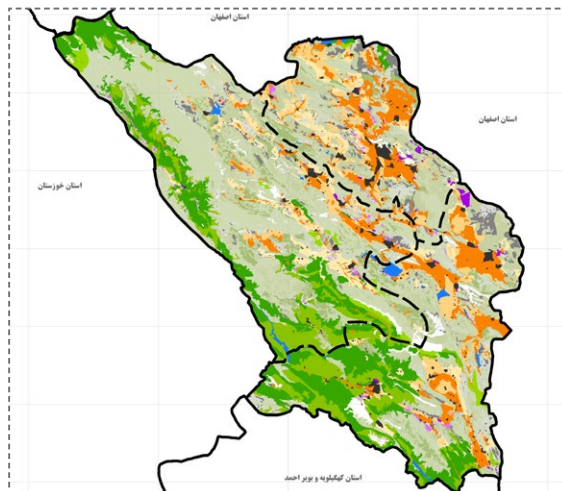 استان اصفهان
استان اصفهان
استان خوزستان
استان کهگیلویه و بویر احمد